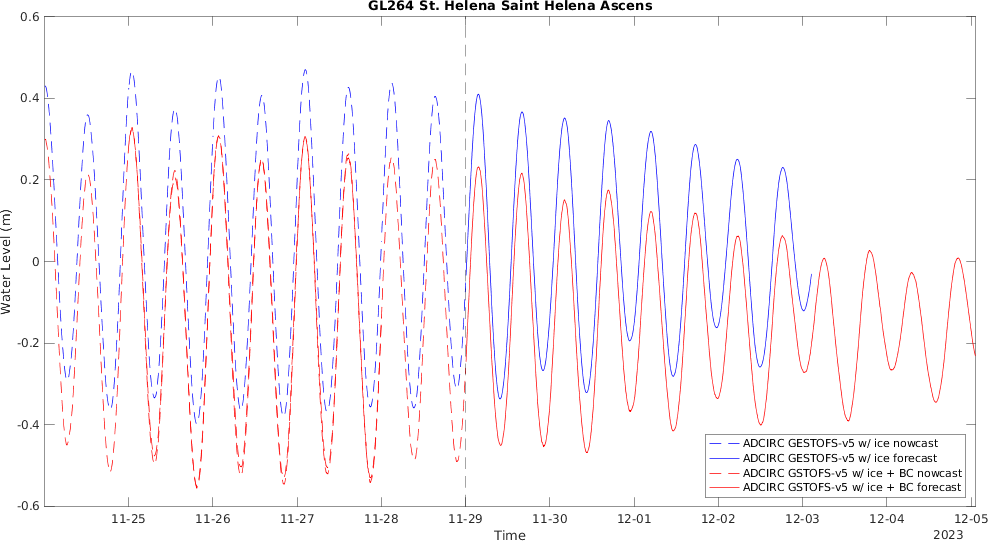 GL264 St. Helena Saint Helena Ascens
0.6
0.4
0.2
0
-0.2
-0.4
-0.6
Water Level (m)
11-25 11-26 11-27 11-28 11-29 11-30 12-01 12-02 12-03 12-04 12-05
Time
2023
ADCIRC GESTOFS-v5 w/ ice nowcast
ADCIRC GESTOFS-v5 w/ ice forecast
ADCIRC GSTOFS-v5 w/ ice + BC nowcast
ADCIRC GSTOFS-v5 w/ ice + BC forecast